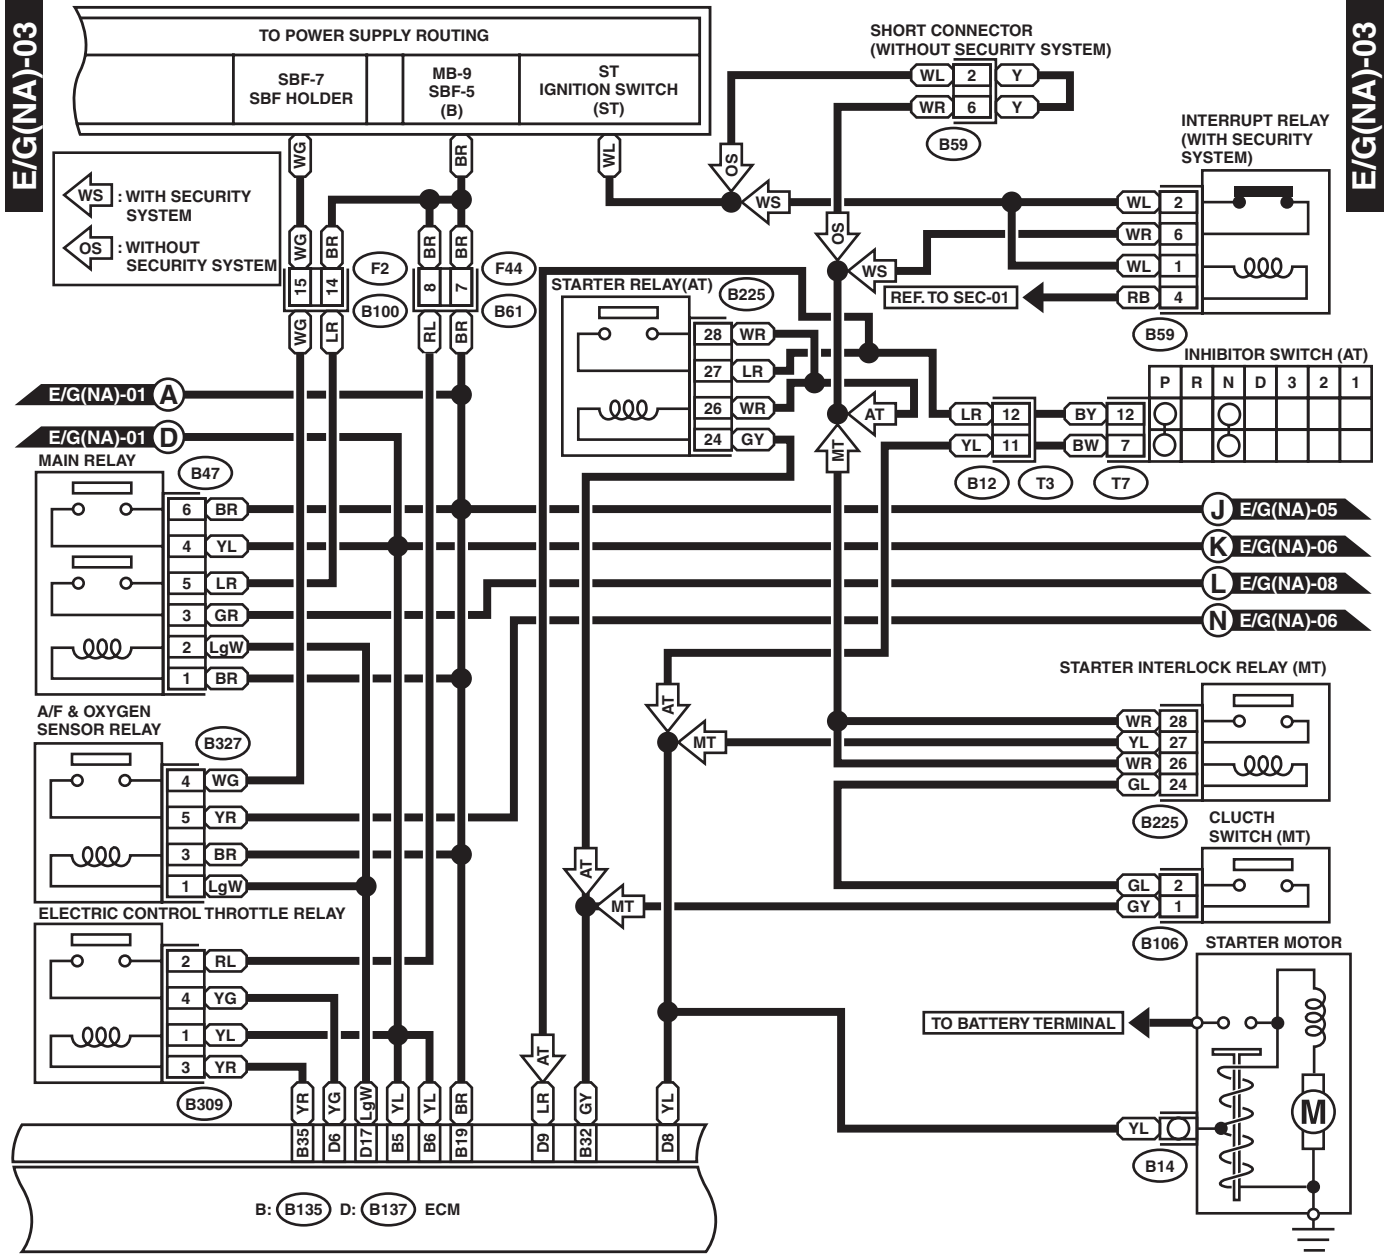 E/G(NA)-03
E/G(NA)-03
TO POWER SUPPLY ROUTING
SBF-7
SBF HOLDER
MB-9
SBF-5
(B)
ST
IGNITION SWITCH
(ST)
SHORT CONNECTOR
(WITHOUT SECURITY SYSTEM)
WL 2 Y
WR 6 Y
B59
WG
BR
WL
WS : WITH SECURITY
SYSTEM
OS : WITHOUT
SECURITY SYSTEM
OS
WS
OS
WS
INTERRUPT RELAY
(WITH SECURITY
SYSTEM)
WL 2
WR 6
WL 1
RB 4
REF. TO SEC-01
B59
WG BR BR BR
15 14 8 7
WG LR RL BR
F2
B100
F44
B61
STARTER RELAY(AT)
B225
28 WR
27 LR
26 WR
24 GY
AT
MT
INHIBITOR SWITCH (AT)
P R N D 3 2 1
LR 12 BY 12
YL 11 BW 7
B12 T3 T7
E/G(NA)-01 A
E/G(NA)-01 D
MAIN RELAY
B47
6 BR
4 YL
5 LR
3 GR
2 LgW
1 BR
J E/G(NA)-05
K E/G(NA)-06
L E/G(NA)-08
N E/G(NA)-06
A/F & OXYGEN
SENSOR RELAY
B327
4 WG
5 YR
3 BR
1 LgW
AT
MT
STARTER INTERLOCK RELAY (MT)
WR 28
YL 27
WR 26
GL 24
B225
CLUCTH
SWITCH (MT)
GL 2
GY 1
B106
AT
MT
ELECTRIC CONTROL THROTTLE RELAY
2 RL
4 YG
1 YL
3 YR
B309
STARTER MOTOR
TO BATTERY TERMINAL
M
YL
B14
AT
YR YG LgW YL YL BR LR GY YL
B35 D6 D17 B5 B6 B19 D9 B32 D8
B: B135 D: B137 ECM